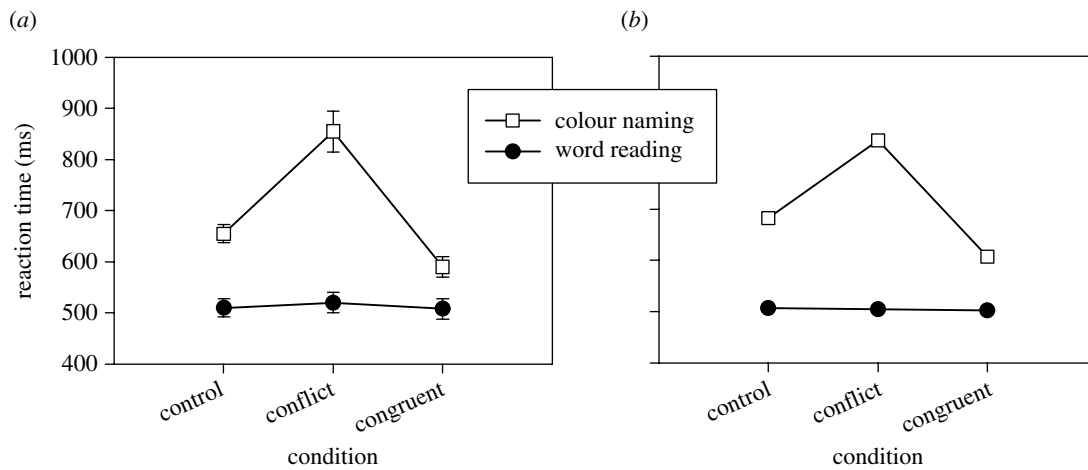 (a)
(b)
1000
900
800
700
600
500
400
reaction time (ms)
colour naming
word reading
control
conflict
congruent
condition
control
conflict
congruent
condition